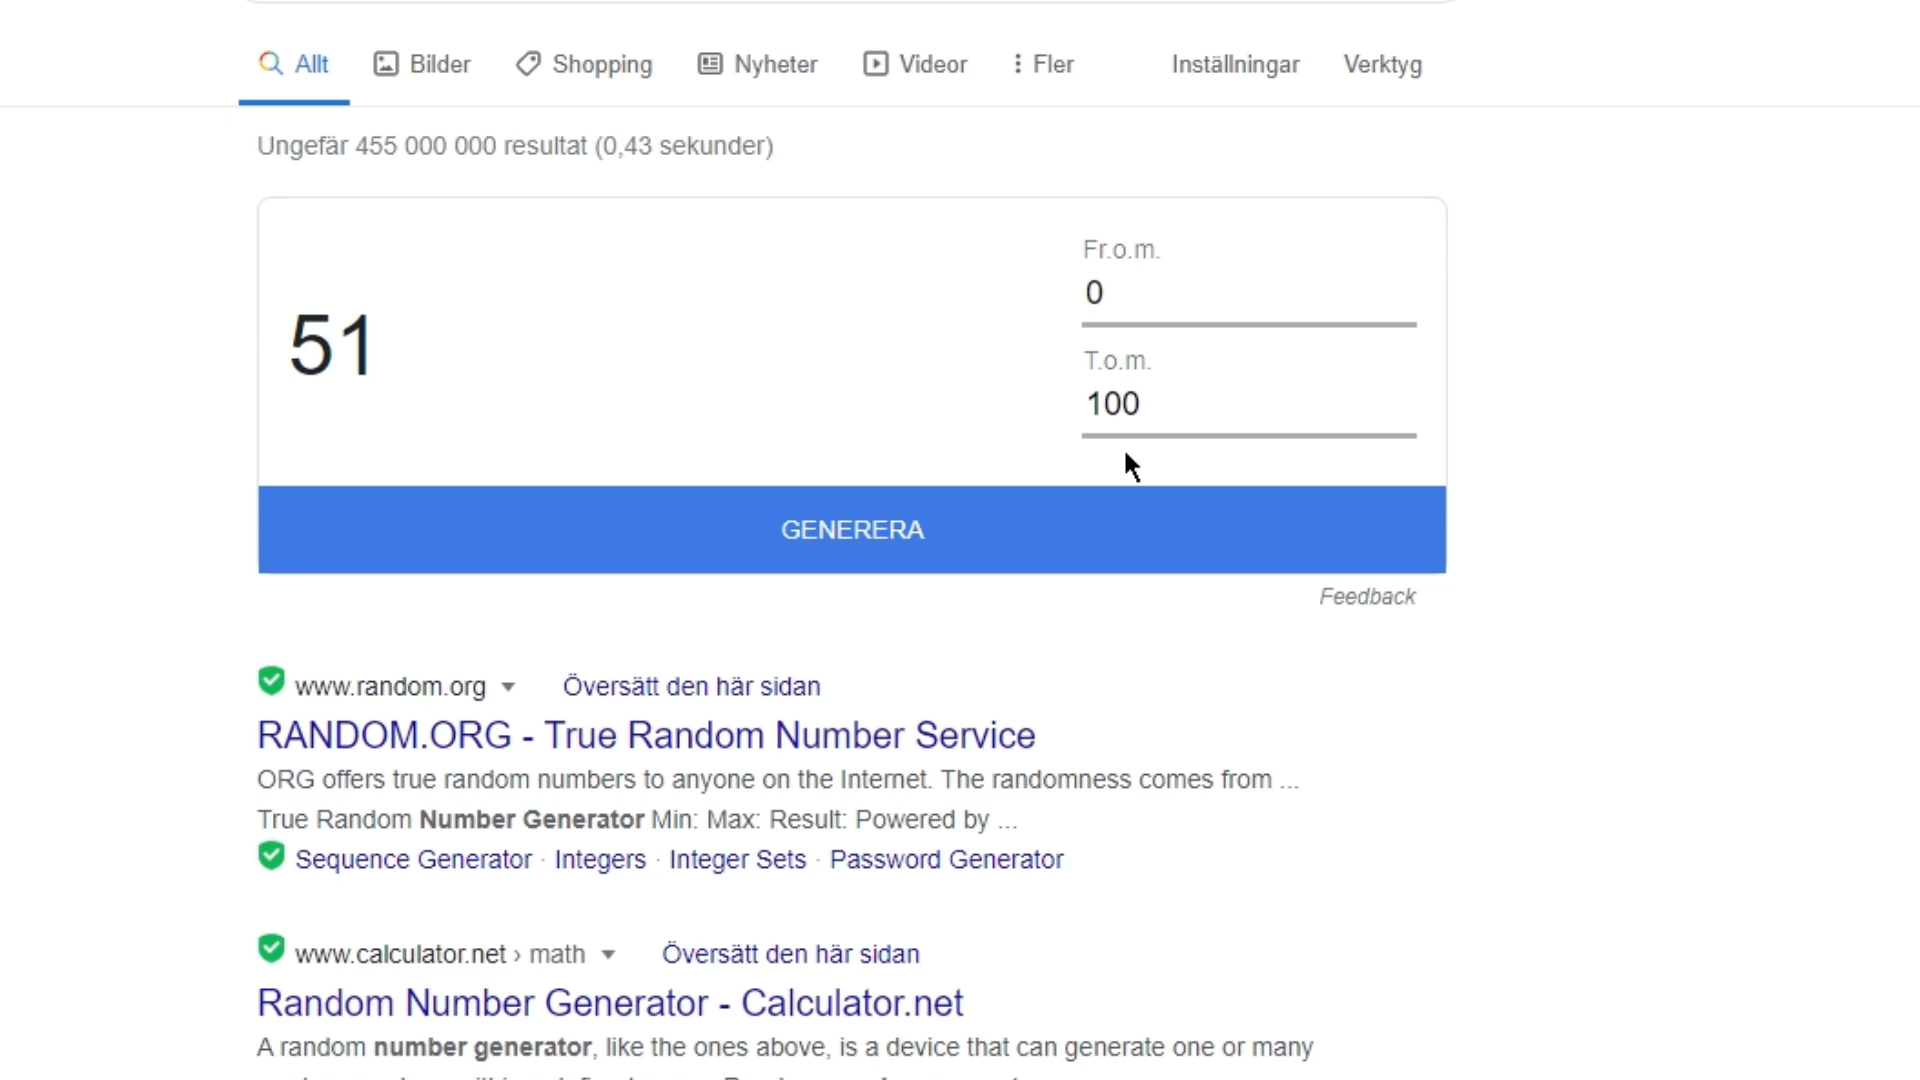 Allt Bilder Shopping Nyheter Videor Fler Inställningar Verktyg
Ungefär 455 000 000 resultat (0,43 sekunder)
51
Fr.o.m.
0
T.o.m.
100
GENERERA
Feedback
www.random.org Översätt den här sidan
RANDOM.ORG - True Random Number Service
ORG offers true random numbers to anyone on the Internet. The randomness comes from ...
True Random Number Generator Min: Max: Result: Powered by ...
Sequence Generator · Integers · Integer Sets · Password Generator
www.calculator.net › math Översätt den här sidan
Random Number Generator - Calculator.net
A random number generator, like the ones above, is a device that can generate one or many